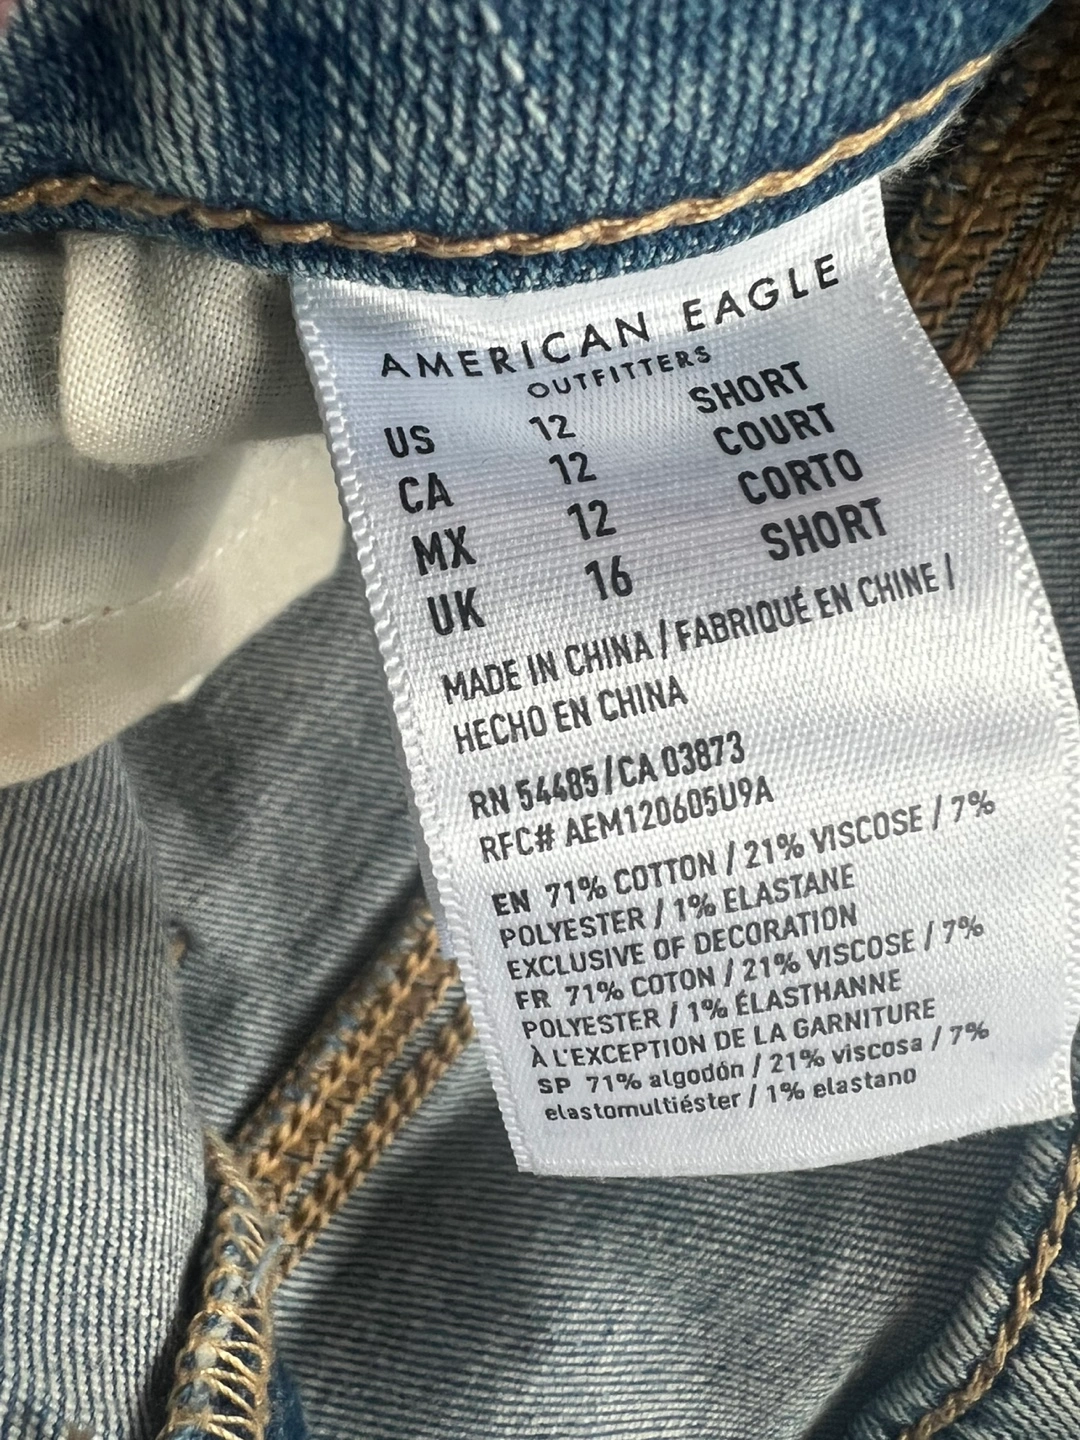 AMERICAN EAGLE
OUTFITTERS
US 12 SHORT
CA 12 COURT
MX 12 CORTO
UK 16 SHORT
MADE IN CHINA / FABRIQUÉ EN CHINE /
HECHO EN CHINA
RN 54485 / CA 03873
RFC# AEM120605U9A
EN 71% COTTON / 21% VISCOSE / 7%
POLYESTER / 1% ELASTANE
EXCLUSIVE OF DECORATION
FR 71% COTON / 21% VISCOSE / 7%
POLYESTER / 1% ÉLASTHANNE
À L'EXCEPTION DE LA GARNITURE
SP 71% algodón / 21% viscosa / 7%
elastomultiéster / 1% elastano